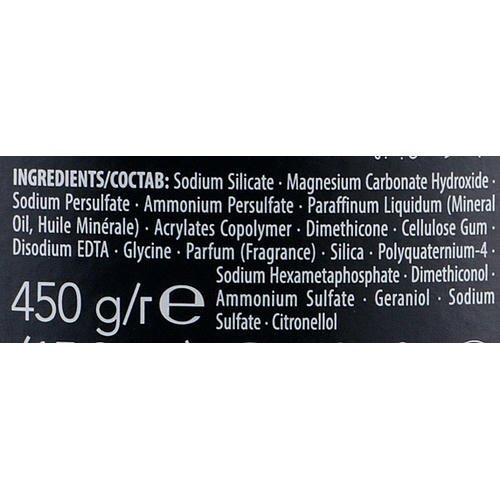 INGREDIENTS/СОСТАВ: Sodium Silicate · Magnesium Carbonate Hydroxide ·
Sodium Persulfate · Ammonium Persulfate · Paraffinum Liquidum (Mineral
Oil, Huile Minérale) · Acrylates Copolymer · Dimethicone · Cellulose Gum ·
Disodium EDTA · Glycine · Parfum (Fragrance) · Silica · Polyquaternium-4 ·
Sodium Hexametaphosphate · Dimethiconol ·
Ammonium Sulfate · Geraniol · Sodium
Sulfate · Citronellol
450 g/г ℮